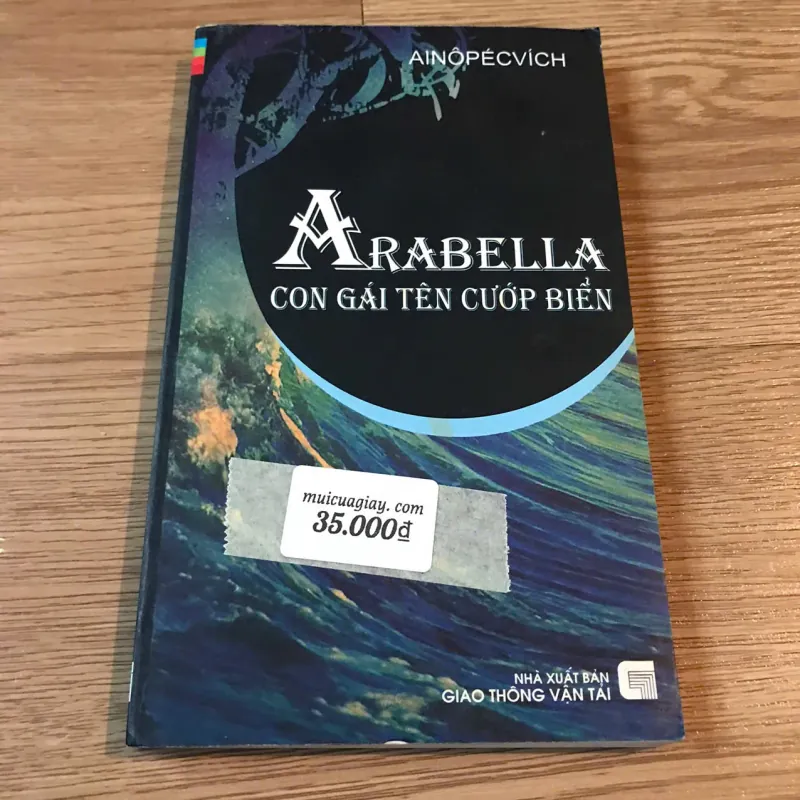 AINÔPÉCVÍCH
ARABELLA
CON GÁI TÊN CƯỚP BIỂN
muicuagiay. com
35.000đ
NHÀ XUẤT BẢN
GIAO THÔNG VẬN TẢI